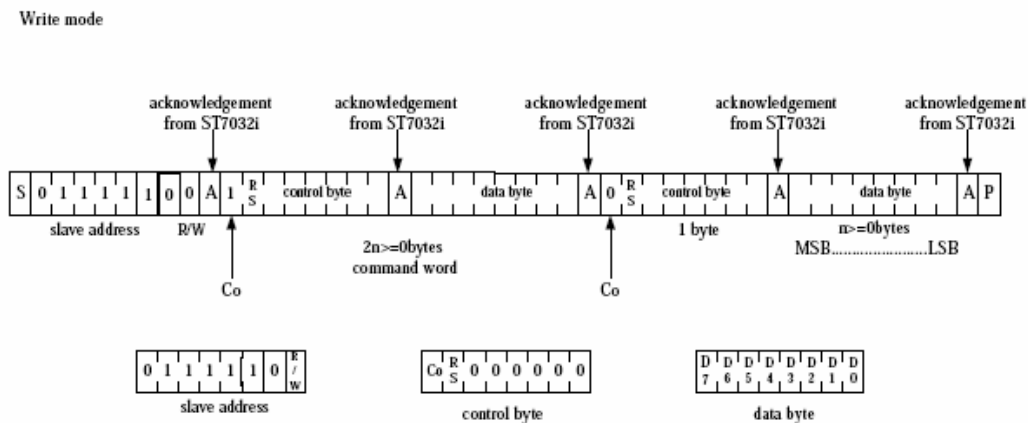 Write mode
acknowledgement acknowledgement acknowledgement acknowledgement acknowledgement
from ST7032i from ST7032i from ST7032i from ST7032i from ST7032i
S 0 1 1 1 1 1 0 0 A 1 RS control byte A data byte A 0 RS control byte A data byte A P
slave address R/W 1 byte n>=0bytes
2n>=0bytes MSB........................LSB
command word
Co Co
0 1 1 1 1 1 0 R/W Co RS 0 0 0 0 0 0 D7 D6 D5 D4 D3 D2 D1 D0
slave address control byte data byte